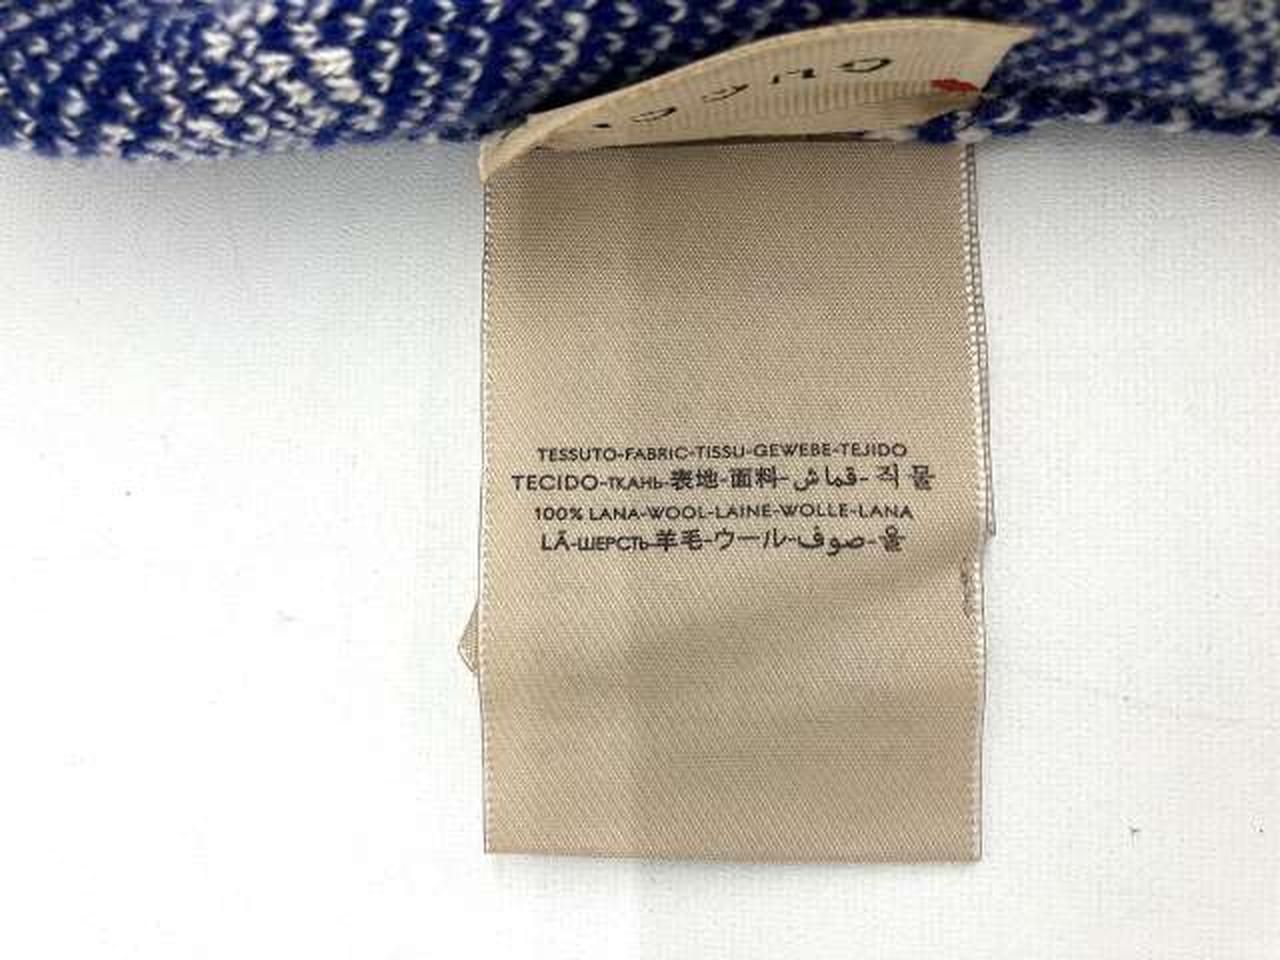 TESSUTO-FABRIC-TISSU-GEWEBE-TEJIDO
TECIDO-ТКАНЬ-表地-面料-قماش-직물
100% LANA-WOOL-LAINE-WOLLE-LANA
LÃ-ШЕРСТЬ-羊毛-ウール-صوف-울